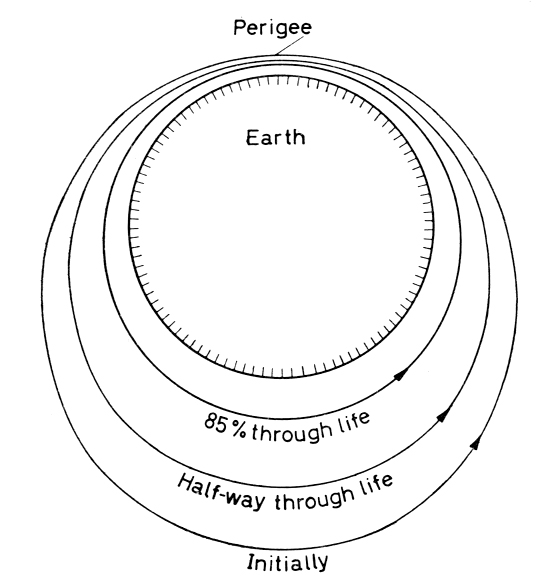 Perigee
Earth
85% through life
Half-way through life
Initially